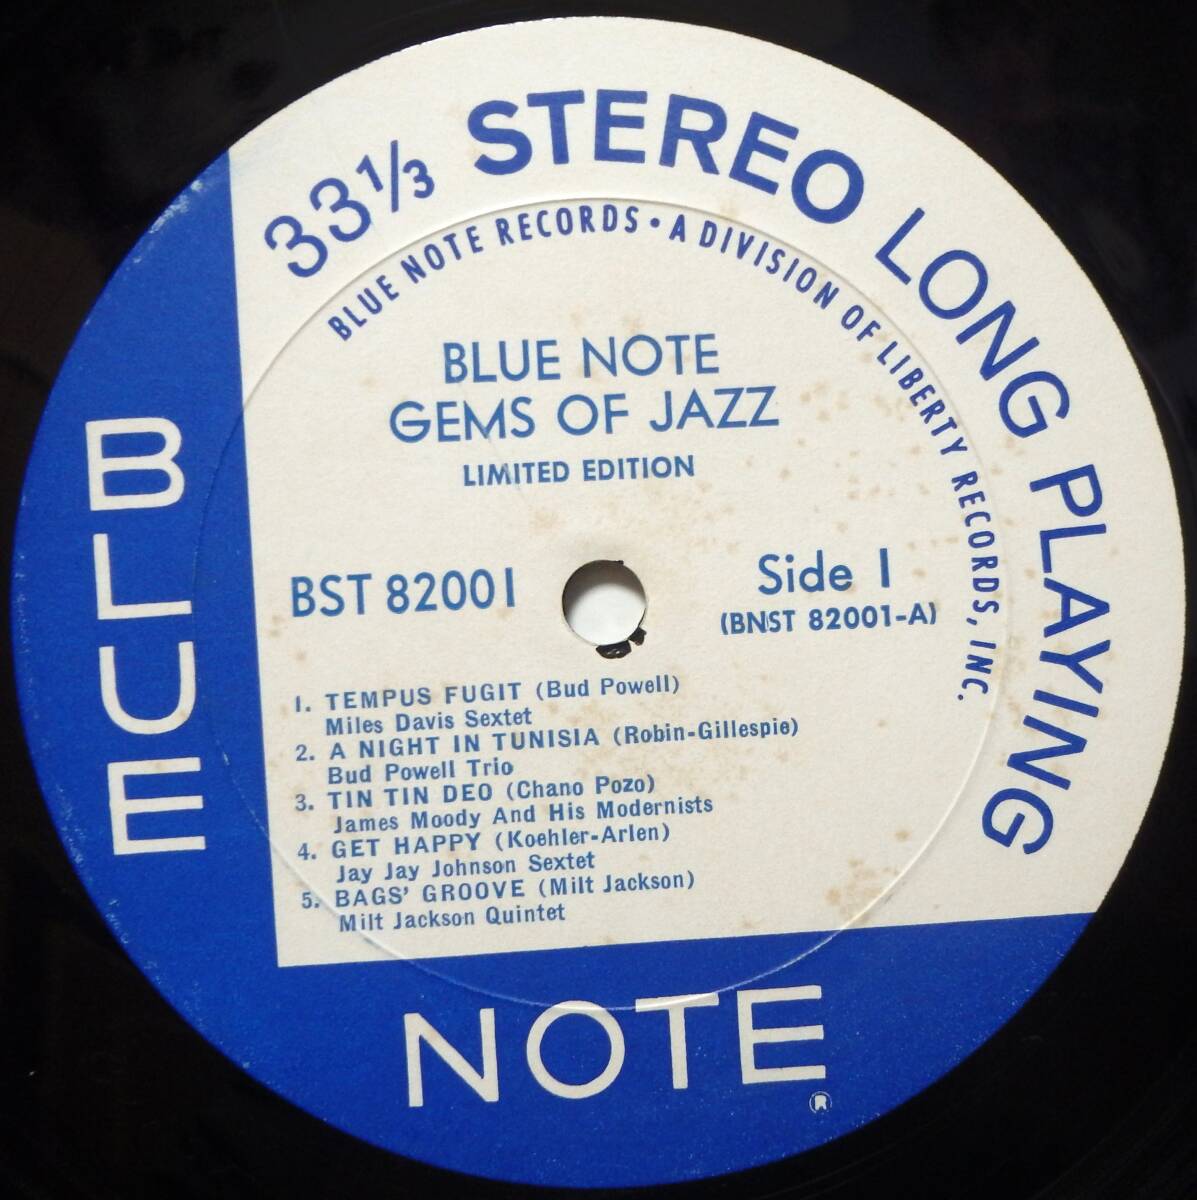 33⅓ STEREO LONG PLAYING
BLUE NOTE RECORDS • A DIVISION OF LIBERTY RECORDS, INC.
BLUE NOTE
GEMS OF JAZZ
LIMITED EDITION
BST 82001
Side 1
(BNST 82001-A)
1. TEMPUS FUGIT (Bud Powell)
Miles Davis Sextet
2. A NIGHT IN TUNISIA (Robin-Gillespie)
Bud Powell Trio
3. TIN TIN DEO (Chano Pozo)
James Moody And His Modernists
4. GET HAPPY (Koehler-Arlen)
Jay Jay Johnson Sextet
5. BAGS' GROOVE (Milt Jackson)
Milt Jackson Quintet
BLUE
NOTE
®